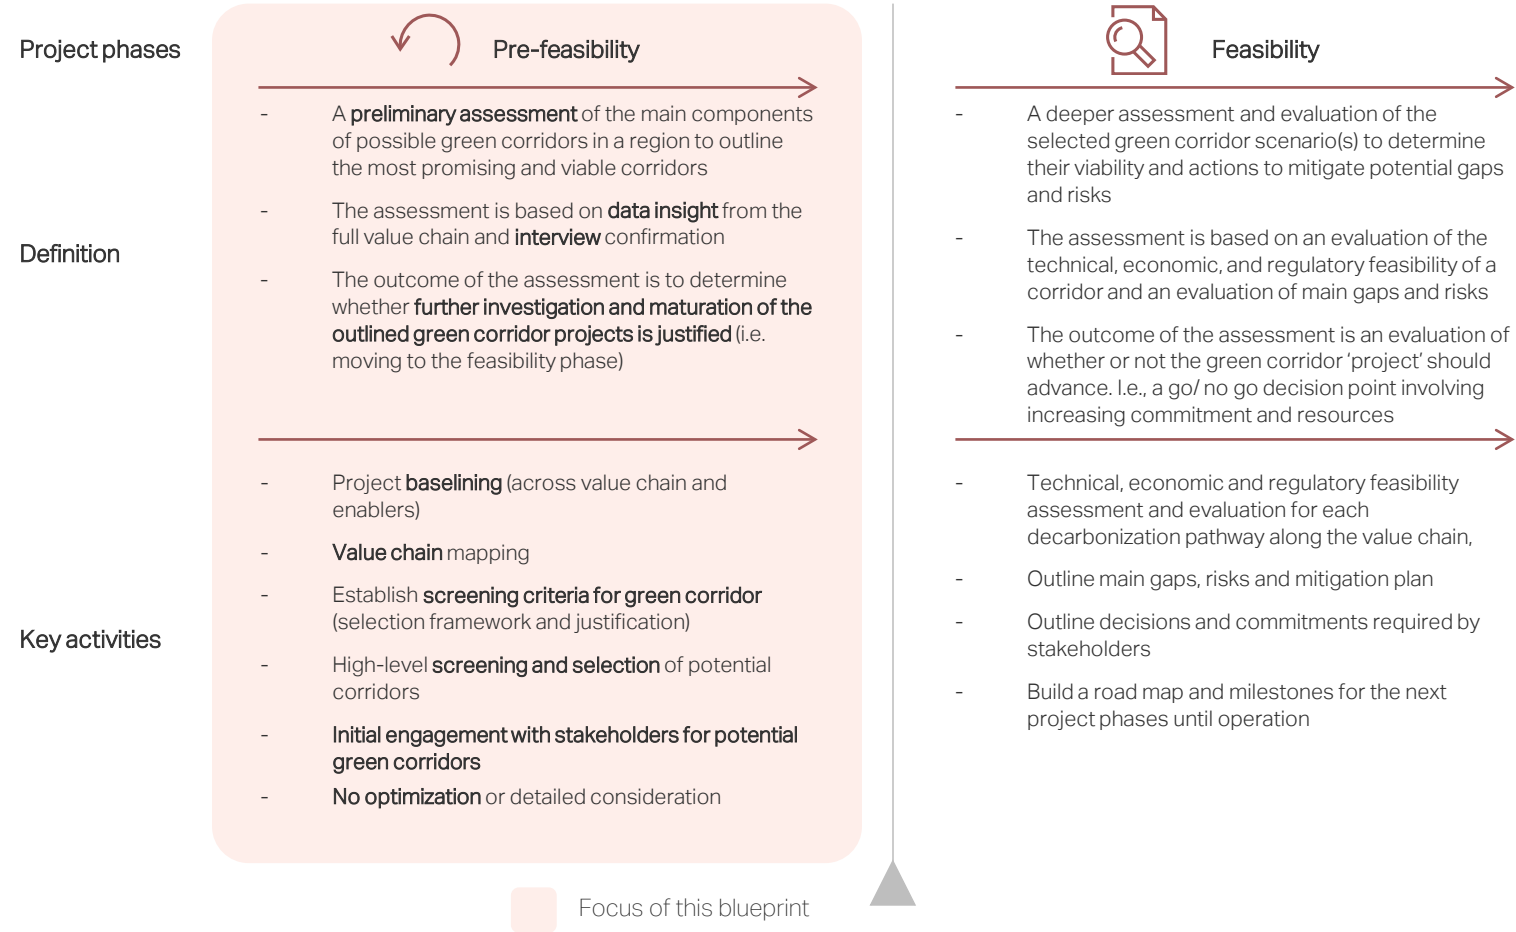 Project phases
Pre-feasibility
Feasibility
Definition
- A preliminary assessment of the main components
of possible green corridors in a region to outline
the most promising and viable corridors
- The assessment is based on data insight from the
full value chain and interview confirmation
- The outcome of the assessment is to determine
whether further investigation and maturation of the
outlined green corridor projects is justified (i.e.
moving to the feasibility phase)
- A deeper assessment and evaluation of the
selected green corridor scenario(s) to determine
their viability and actions to mitigate potential gaps
and risks
- The assessment is based on an evaluation of the
technical, economic, and regulatory feasibility of a
corridor and an evaluation of main gaps and risks
- The outcome of the assessment is an evaluation of
whether or not the green corridor ‘project’ should
advance. I.e., a go/ no go decision point involving
increasing commitment and resources
Key activities
- Project baselining (across value chain and
enablers)
- Value chain mapping
- Establish screening criteria for green corridor
(selection framework and justification)
- High-level screening and selection of potential
corridors
- Initial engagement with stakeholders for potential
green corridors
- No optimization or detailed consideration
- Technical, economic and regulatory feasibility
assessment and evaluation for each
decarbonization pathway along the value chain,
- Outline main gaps, risks and mitigation plan
- Outline decisions and commitments required by
stakeholders
- Build a road map and milestones for the next
project phases until operation
Focus of this blueprint